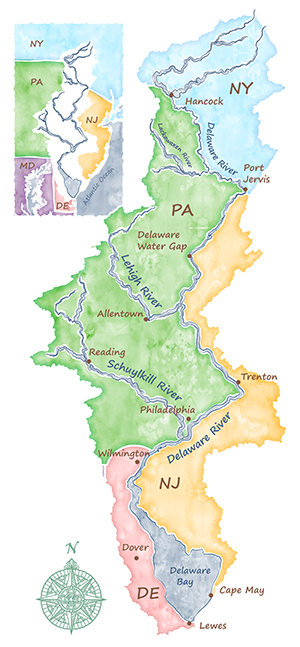 NY
PA
NJ
MD
DE
Atlantic Ocean
Hancock
NY
Lackawaxen River
Delaware River
Port
Jervis
PA
Delaware
Water Gap
Lehigh River
Allentown
Reading
Schuylkill River
Trenton
Philadelphia
Delaware River
Wilmington
NJ
Dover
Delaware
Bay
DE
Cape May
Lewes
N